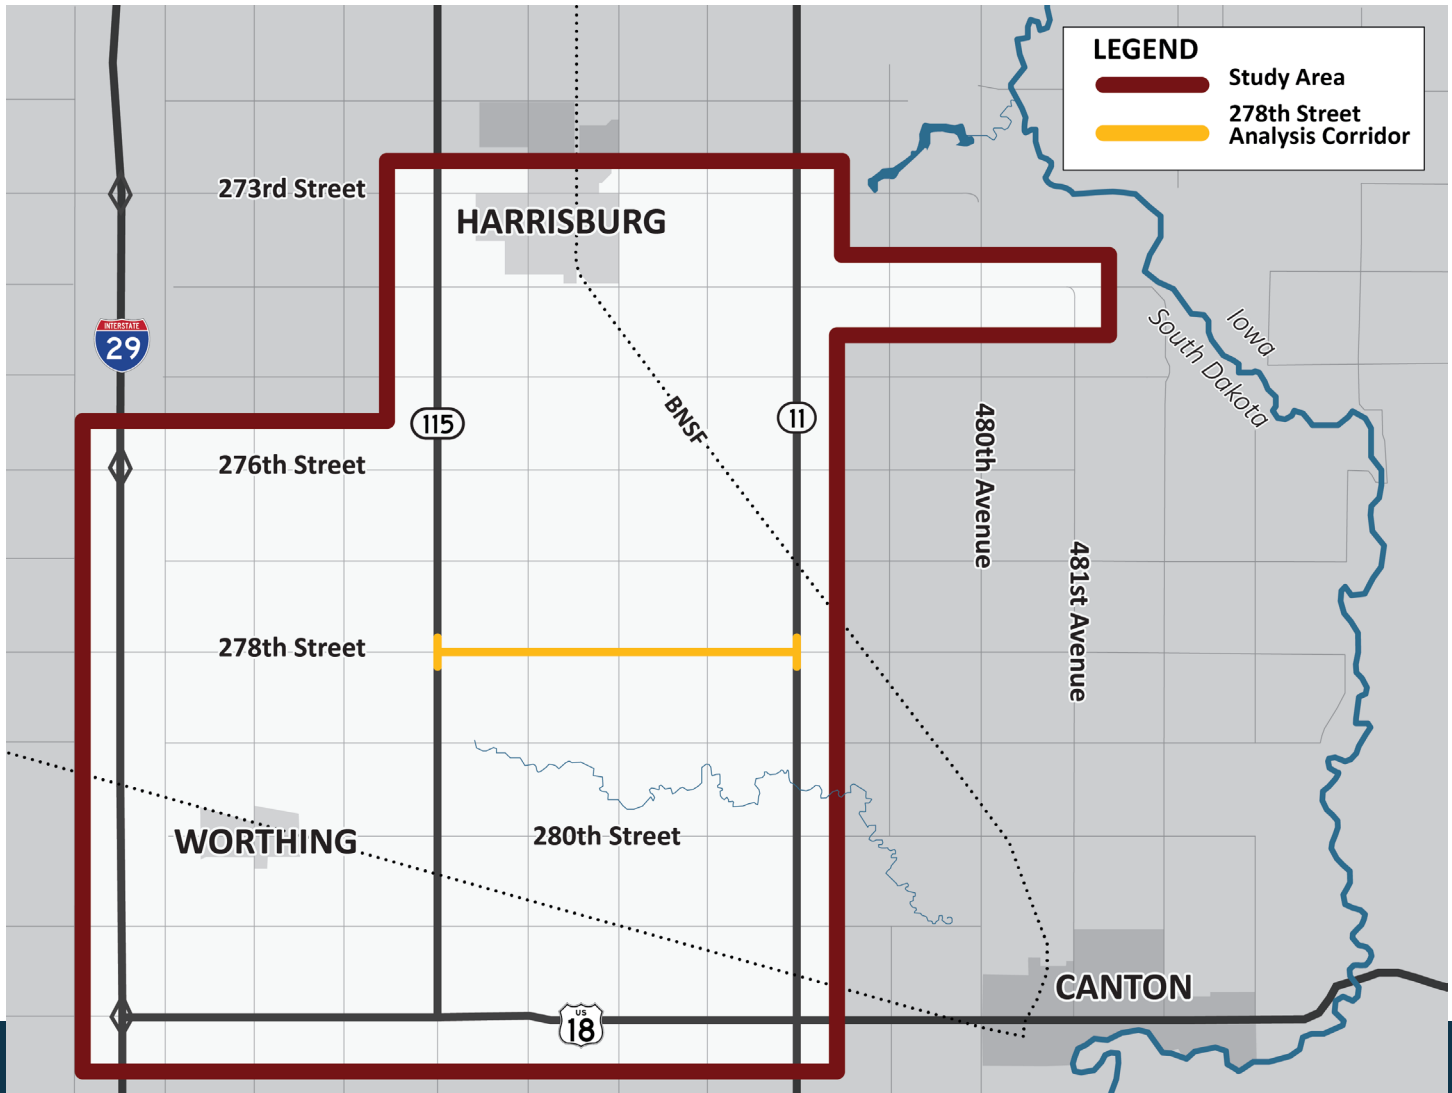 LEGEND
Study Area
278th Street
Analysis Corridor
273rd Street
HARRISBURG
INTERSTATE
29
Iowa
South Dakota
115
BNSF
11
480th Avenue
276th Street
481st Avenue
278th Street
WORTHING
280th Street
CANTON
US
18